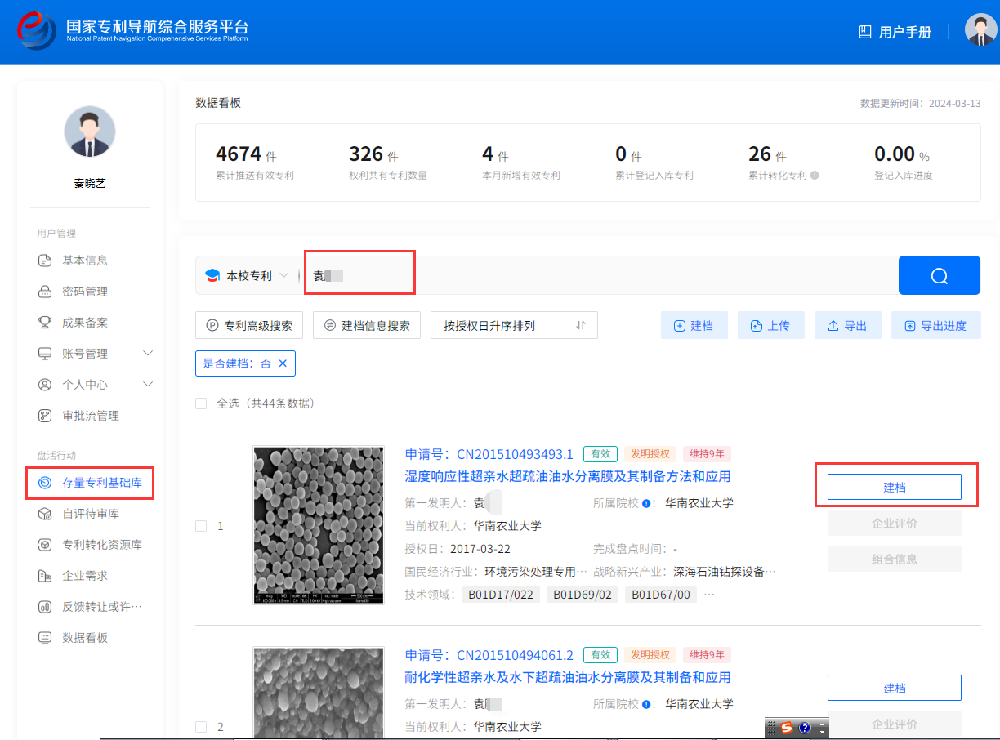 国家专利导航综合服务平台
National Patent Navigation Comprehensive Services Platform
用户手册
秦晓艺
用户管理
基本信息
密码管理
成果备案
账号管理
个人中心
审批流管理
盘活行动
存量专利基础库
自评待审库
专利转化资源库
企业需求
反馈转让或许···
数据看板
数据看板
数据更新时间：2024-03-13
4674 件
累计推送有效专利
326 件
权利共有专利数量
4 件
本月新增有效专利
0 件
累计登记入库专利
26 件
累计转化专利
0.00 %
登记入库进度
本校专利
袁
专利高级搜索
建档信息搜索
按授权日升序排列
建档
上传
导出
导出进度
是否建档：否 ×
全选（共44条数据）
1
申请号：CN201510493493.1 有效 发明授权 维持9年
湿度响应性超亲水超疏油油水分离膜及其制备方法和应用
第一发明人：袁 所属院校：华南农业大学
当前权利人：华南农业大学
授权日：2017-03-22 完成盘点时间：-
国民经济行业：环境污染处理专用··· 战略新兴产业：深海石油钻探设备···
技术领域：B01D17/022 B01D69/02 B01D67/00 ···
建档
企业评价
组合信息
2
申请号：CN201510494061.2 有效 发明授权 维持9年
耐化学性超亲水及水下超疏油油水分离膜及其制备和应用
第一发明人：袁 所属院校：华南农业大学
当前权利人：华南农业大学
建档
企业评价